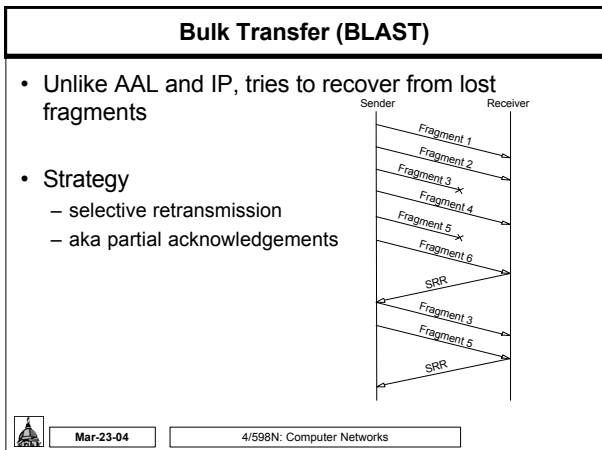 Bulk Transfer (BLAST)
• Unlike AAL and IP, tries to recover from lost
fragments
• Strategy
– selective retransmission
– aka partial acknowledgements
Sender
Receiver
Fragment 1
Fragment 2
Fragment 3
Fragment 4
Fragment 5
Fragment 6
SRR
Fragment 3
Fragment 5
SRR
Mar-23-04
4/598N: Computer Networks